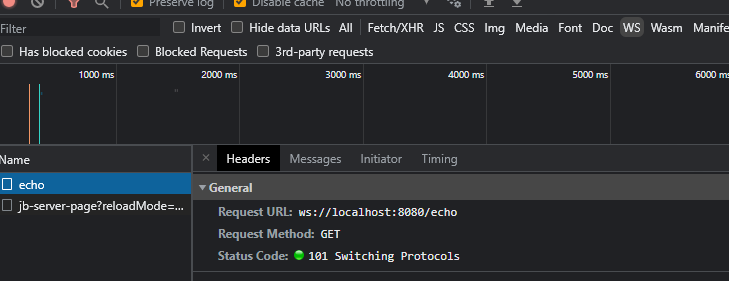 Preserve log Disable cache No throttling
Filter Invert Hide data URLs All Fetch/XHR JS CSS Img Media Font Doc WS Wasm Manife
Has blocked cookies Blocked Requests 3rd-party requests
1000 ms 2000 ms 3000 ms 4000 ms 5000 ms 6000 m
Name × Headers Messages Initiator Timing
echo General
jb-server-page?reloadMode=... Request URL: ws://localhost:8080/echo
Request Method: GET
Status Code: 101 Switching Protocols